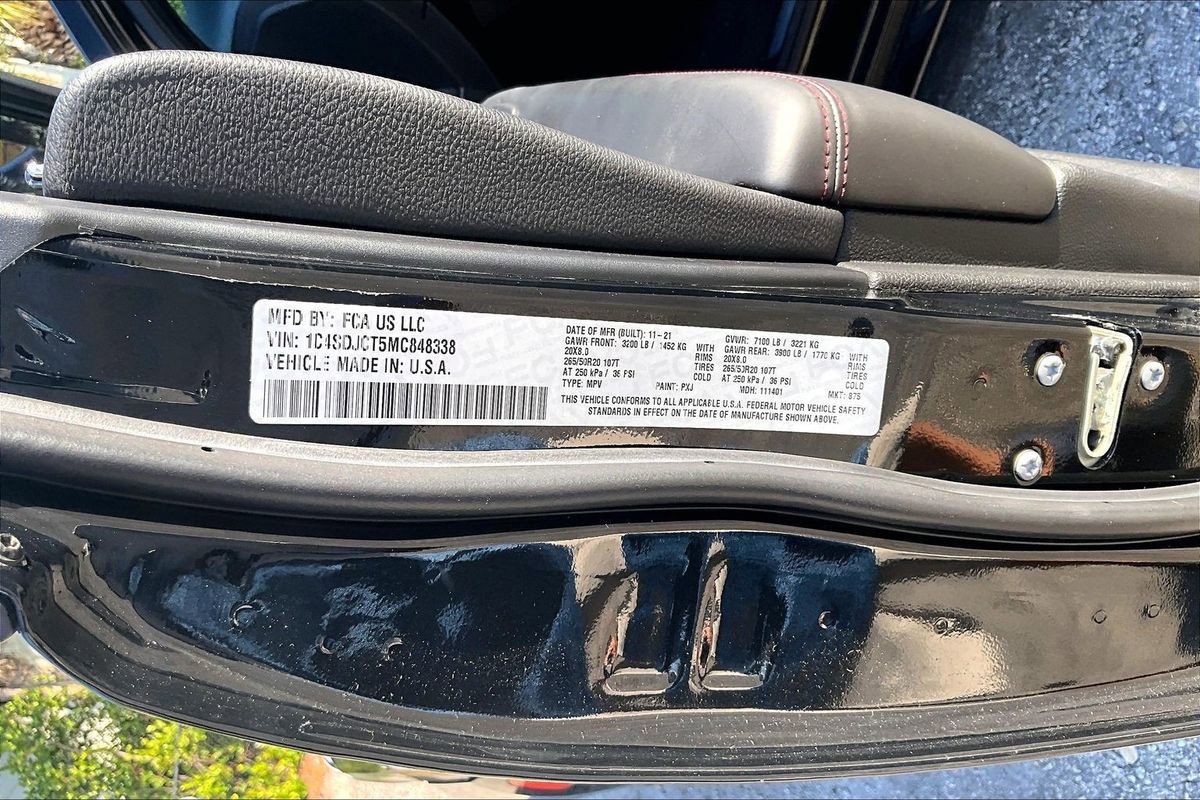 MFD BY: FCA US LLC
VIN: 1C4SDJCT5MC848338
VEHICLE MADE IN: U.S.A.
DATE OF MFR (BUILT): 11-21
GAWR FRONT: 3200 LB / 1452 KG WITH
20X8.0 RIMS
265/50R20 107T TIRES
AT 250 kPa / 36 PSI COLD
TYPE: MPV PAINT: PXJ
GVWR: 7100 LB / 3221 KG
GAWR REAR: 3900 LB / 1770 KG WITH
20X8.0 RIMS
265/50R20 107T TIRES
AT 250 kPa / 36 PSI COLD
MDH: 111401 MKT: 875
THIS VEHICLE CONFORMS TO ALL APPLICABLE U.S.A. FEDERAL MOTOR VEHICLE SAFETY
STANDARDS IN EFFECT ON THE DATE OF MANUFACTURE SHOWN ABOVE.